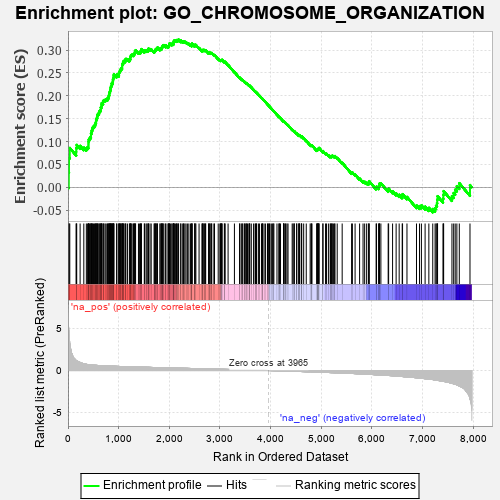 Enrichment plot: GO_CHROMOSOME_ORGANIZATION
Enrichment score (ES)
0.30
0.25
0.20
0.15
0.10
0.05
0.00
-0.05
'na_pos' (positively correlated)
Ranked list metric (PreRanked)
5
0
-5
Zero cross at 3965
'na_neg' (negatively correlated)
0
1,000
2,000
3,000
4,000
5,000
6,000
7,000
8,000
Rank in Ordered Dataset
Enrichment profile
Hits
Ranking metric scores